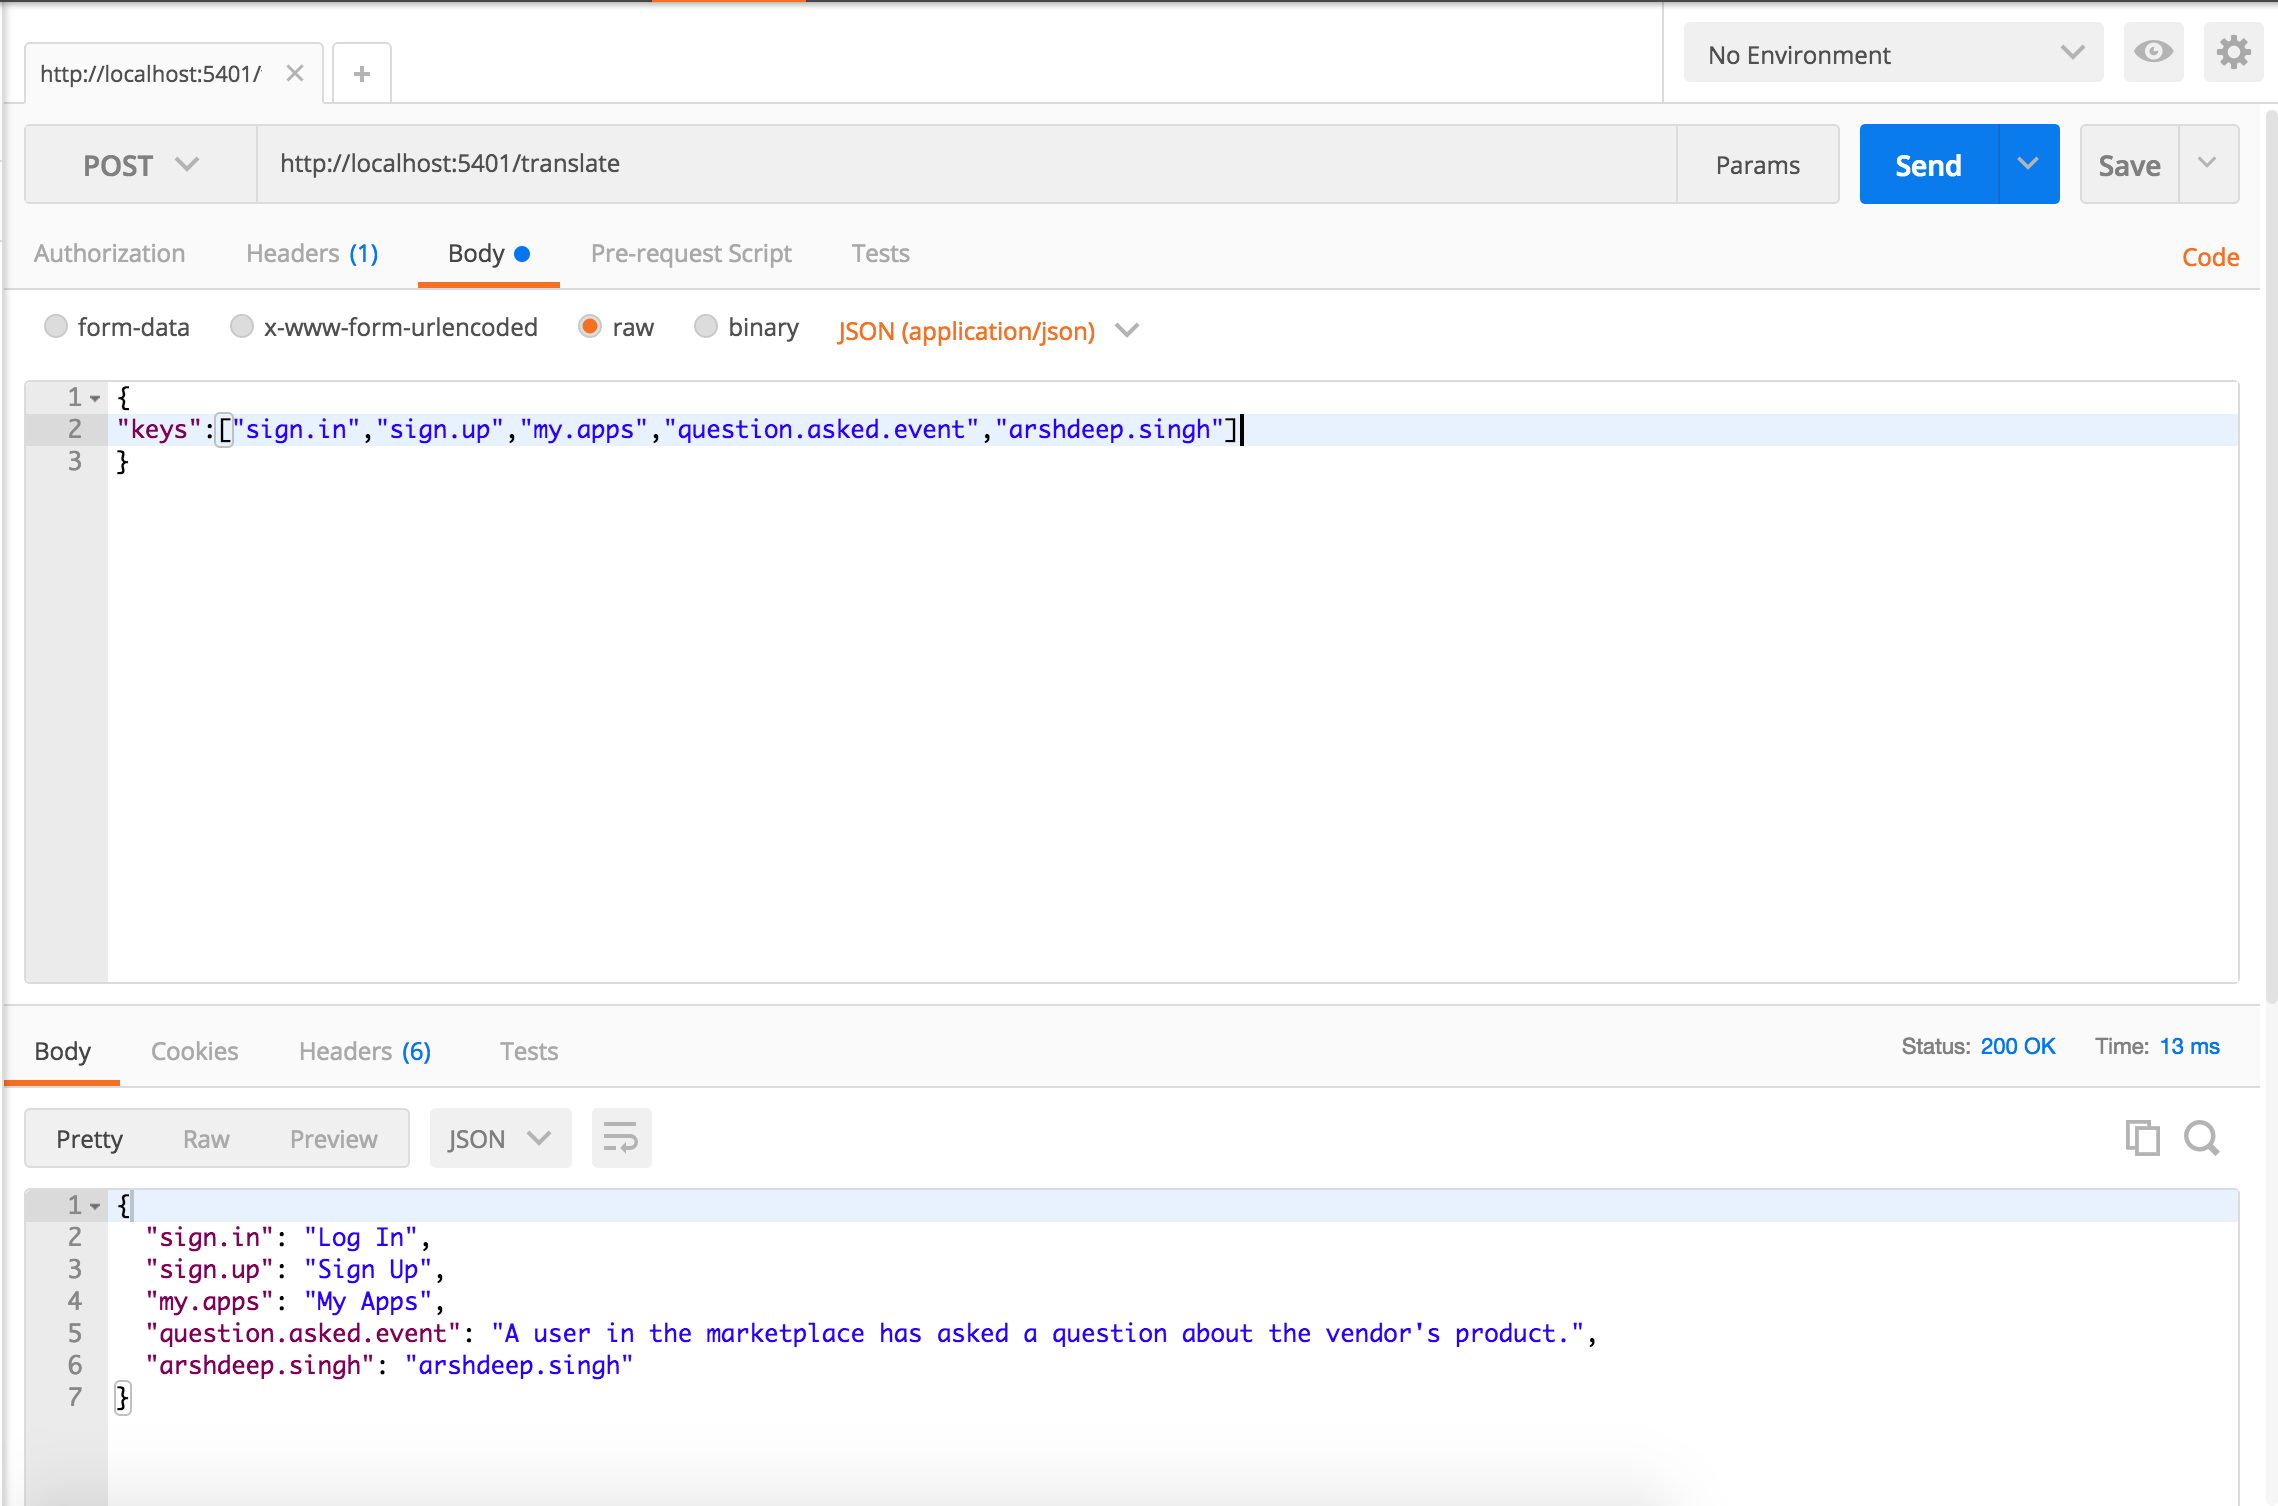 http://localhost:5401/
No Environment
POST http://localhost:5401/translate Params Send Save
Authorization Headers (1) Body Pre-request Script Tests Code
form-data x-www-form-urlencoded raw binary JSON (application/json)
1 {
2 "keys":["sign.in","sign.up","my.apps","question.asked.event","arshdeep.singh"]
3 }
Body Cookies Headers (6) Tests Status: 200 OK Time: 13 ms
Pretty Raw Preview JSON
1 {
2 "sign.in": "Log In",
3 "sign.up": "Sign Up",
4 "my.apps": "My Apps",
5 "question.asked.event": "A user in the marketplace has asked a question about the vendor's product.",
6 "arshdeep.singh": "arshdeep.singh"
7 }